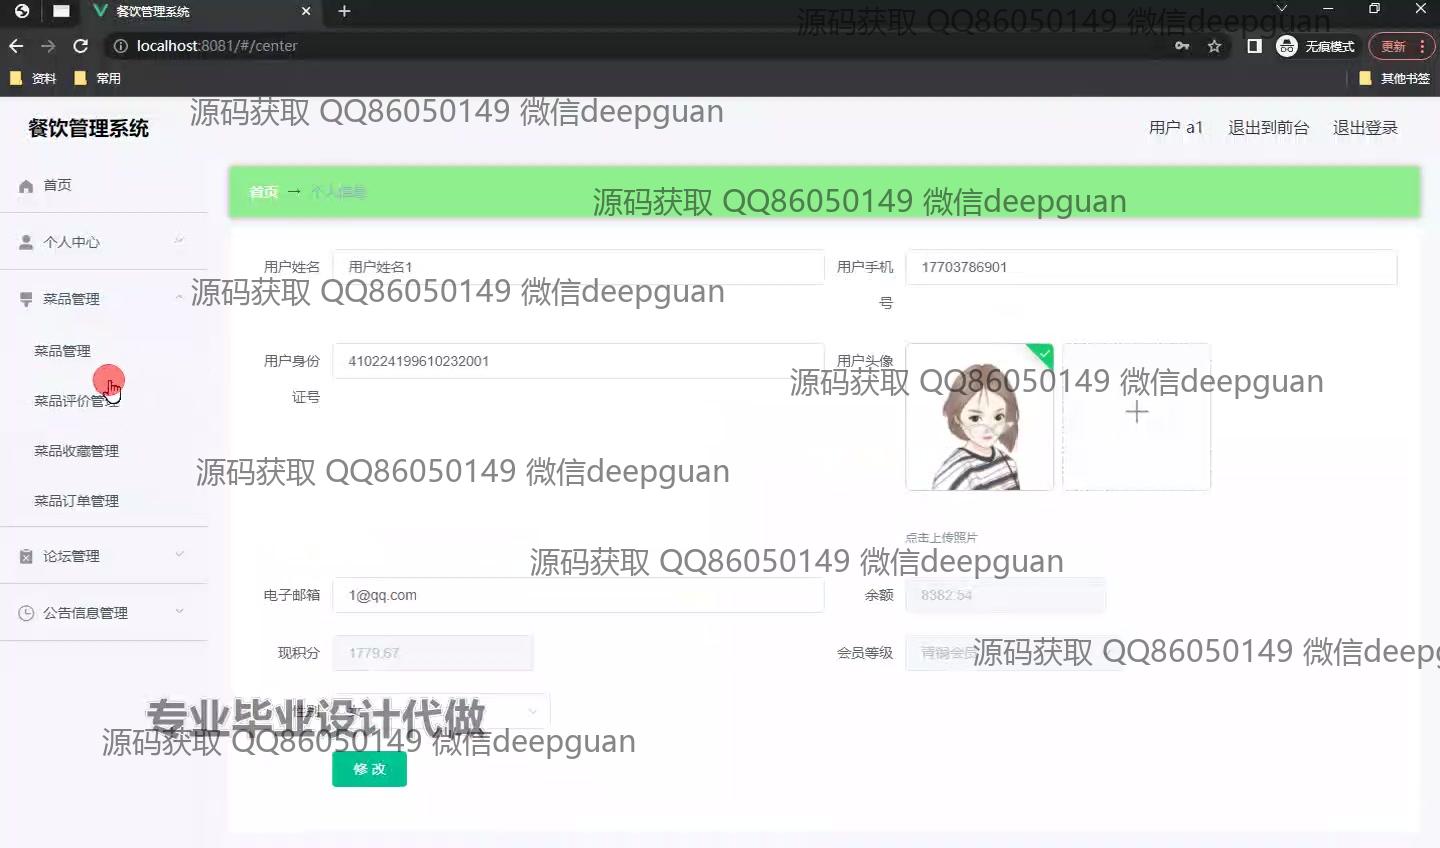 餐饮管理系统
localhost:8081/#/center
无痕模式
更新
资料
常用
其他书签
源码获取 QQ86050149 微信deepguan
餐饮管理系统
源码获取 QQ86050149 微信deepguan
用户 a1
退出到前台
退出登录
首页
首页 → 个人信息
源码获取 QQ86050149 微信deepguan
个人中心
菜品管理
菜品管理
菜品评价管理
菜品收藏管理
菜品订单管理
论坛管理
公告信息管理
用户姓名 用户姓名1
用户手机号 17703786901
源码获取 QQ86050149 微信deepguan
用户身份证号 410224199610232001
用户头像
源码获取 QQ86050149 微信deepguan
源码获取 QQ86050149 微信deepguan
点击上传照片
源码获取 QQ86050149 微信deepguan
电子邮箱 1@qq.com
余额 8382.54
现积分 1779.67
会员等级
源码获取 QQ86050149 微信deep
性别
专业毕业设计代做
源码获取 QQ86050149 微信deepguan
修改